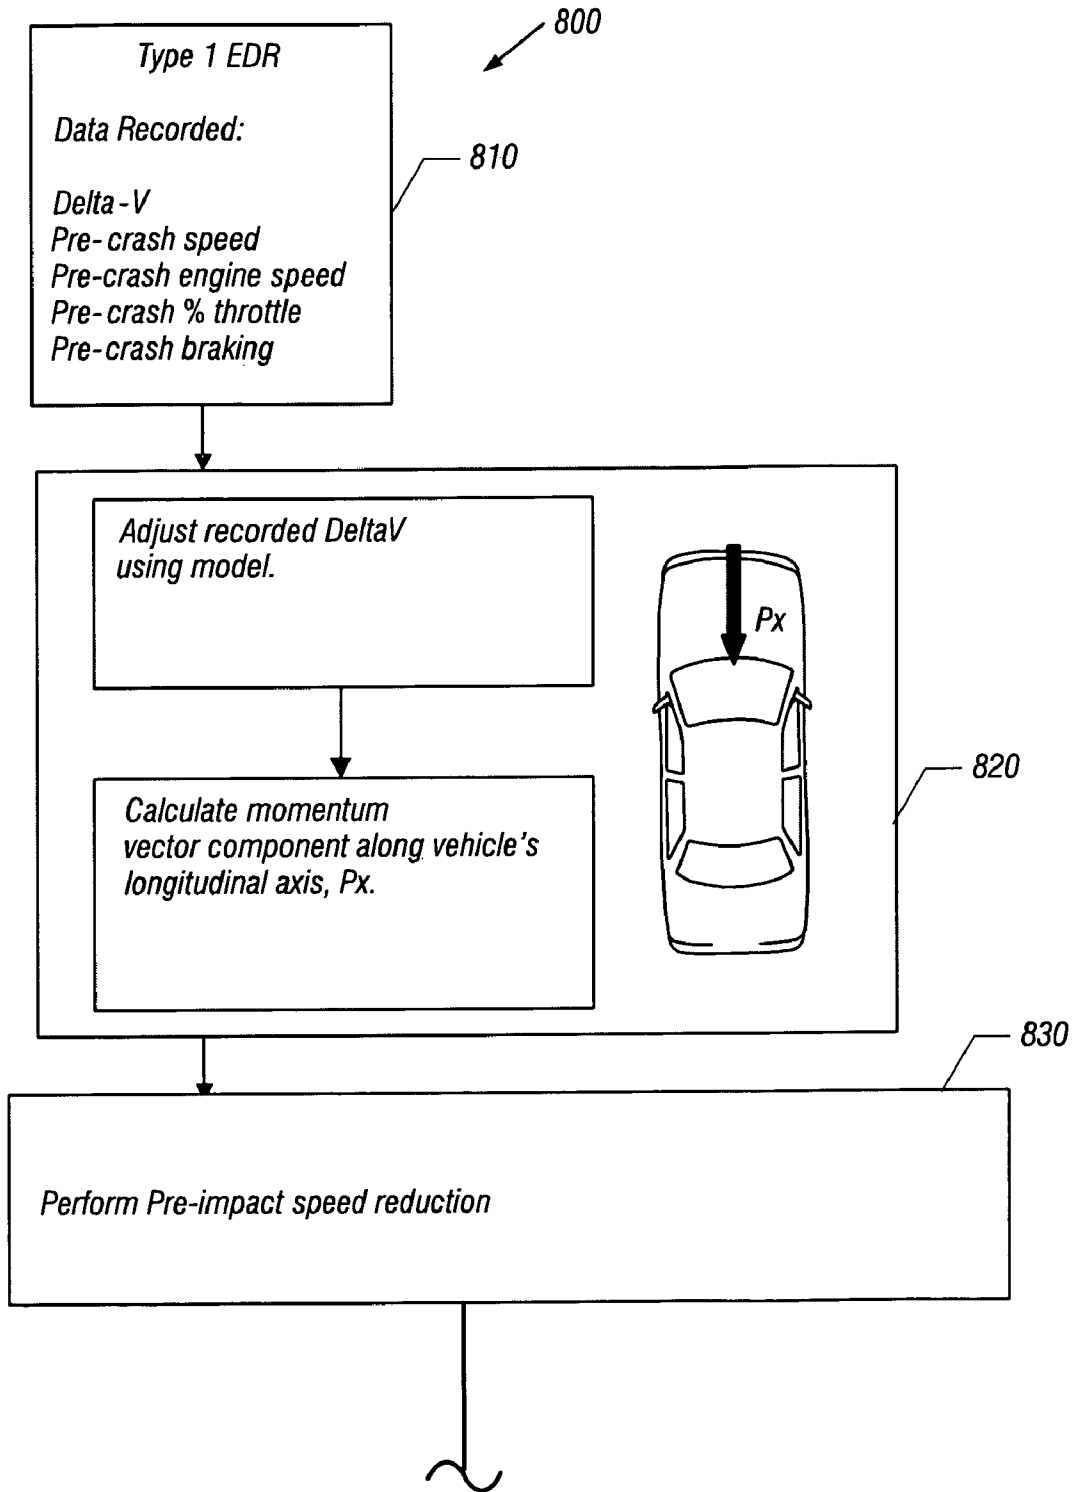 800
Type 1 EDR
Data Recorded:
810
Delta-V
Pre-crash speed
Pre-crash engine speed
Pre-crash % throttle
Pre-crash braking
Adjust recorded DeltaV
using model.
Px
820
Calculate momentum
vector component along vehicle's
longitudinal axis, Px.
830
Perform Pre-impact speed reduction